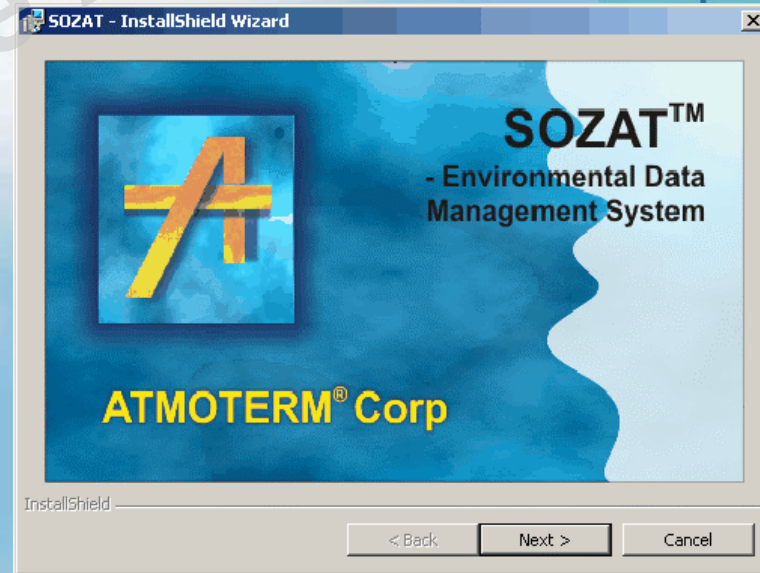 SOZAT - InstallShield Wizard
SOZAT™
- Environmental Data
Management System
ATMOTERM® Corp
InstallShield
< Back
Next >
Cancel